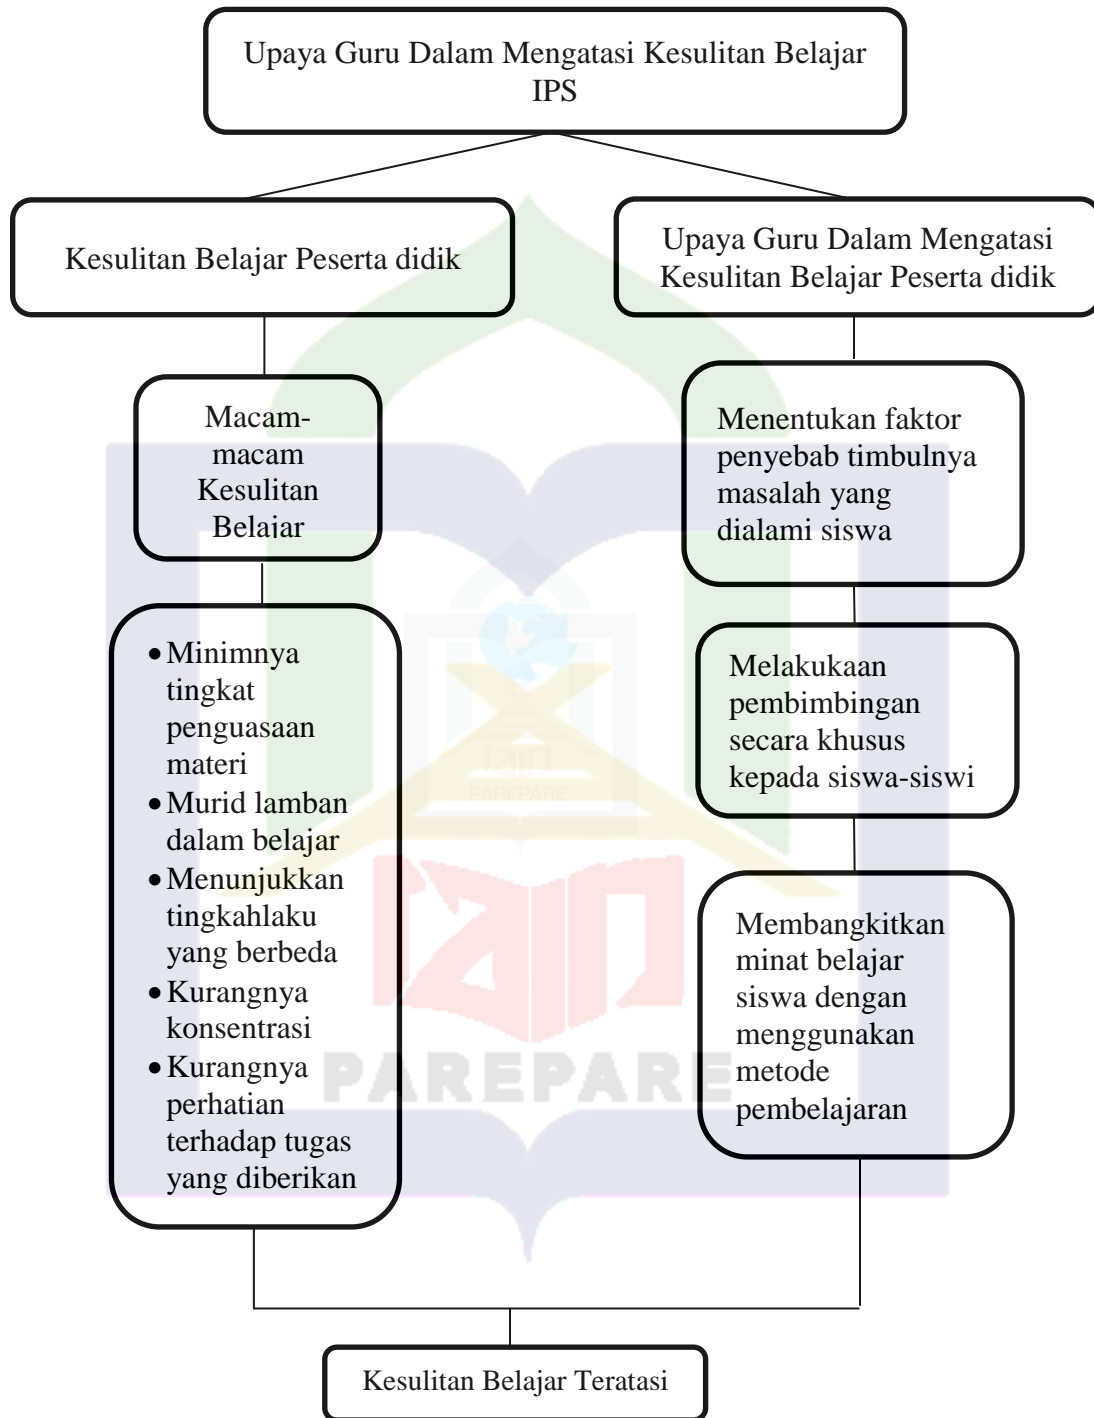 Upaya Guru Dalam Mengatasi Kesulitan Belajar
IPS
Kesulitan Belajar Peserta didik
Upaya Guru Dalam Mengatasi
Kesulitan Belajar Peserta didik
Macam-
macam
Kesulitan
Belajar
Menentukan faktor
penyebab timbulnya
masalah yang
dialami siswa
• Minimnya
tingkat
penguasaan
materi
• Murid lamban
dalam belajar
• Menunjukkan
tingkahlaku
yang berbeda
• Kurangnya
konsentrasi
• Kurangnya
perhatian
terhadap tugas
yang diberikan
Melakukaan
pembimbingan
secara khusus
kepada siswa-siswi
Membangkitkan
minat belajar
siswa dengan
menggunakan
metode
pembelajaran
Kesulitan Belajar Teratasi
PAREPARE
IAIN
PAREPARE